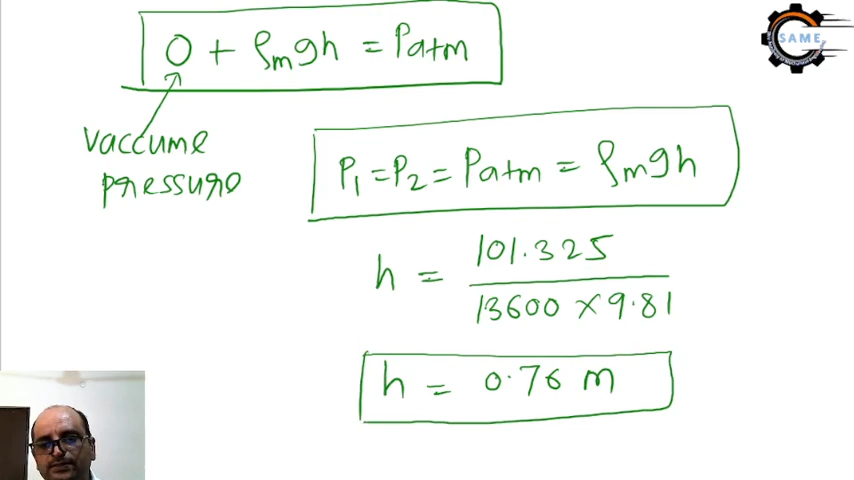 0 + ρmgh = Patm
SAME
vaccume
pressure
P1 = P2 = Patm = ρmgh
h = 101.325 / 13600 × 9.81
h = 0.76 m